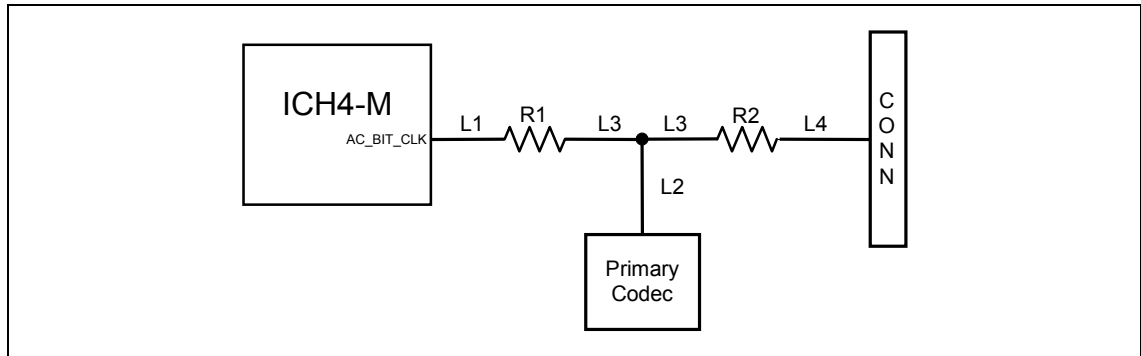 ICH4-M
AC_BIT_CLK
L1
R1
L3
L3
R2
L4
L2
C
O
N
N
Primary
Codec